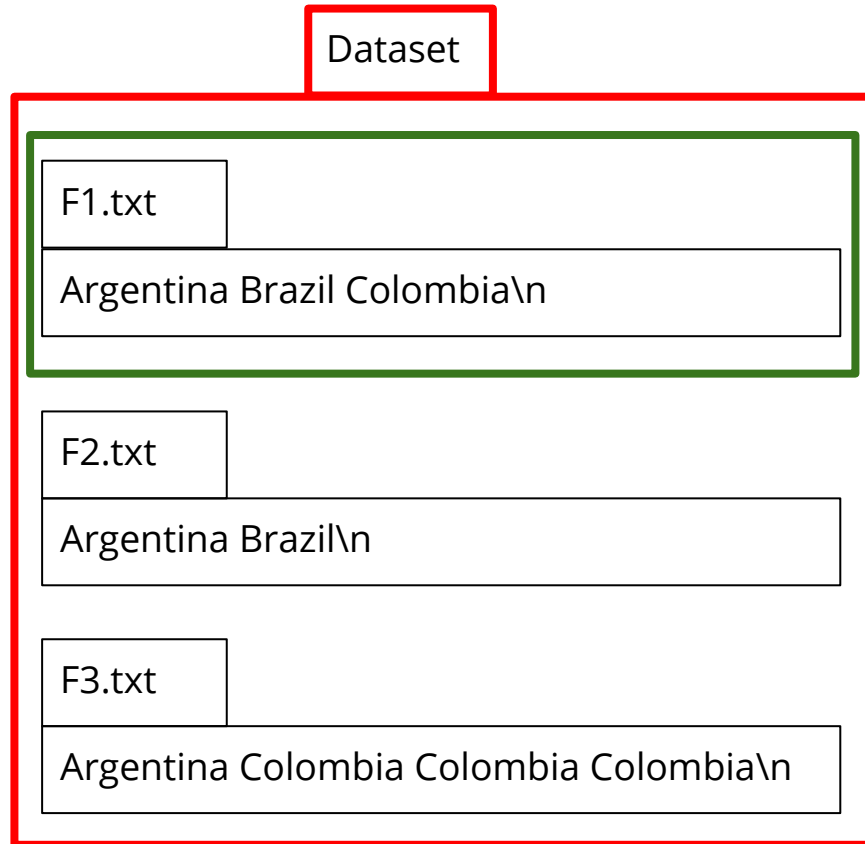 Dataset
F1.txt
Argentina Brazil Colombia\n
F2.txt
Argentina Brazil\n
F3.txt
Argentina Colombia Colombia Colombia\n